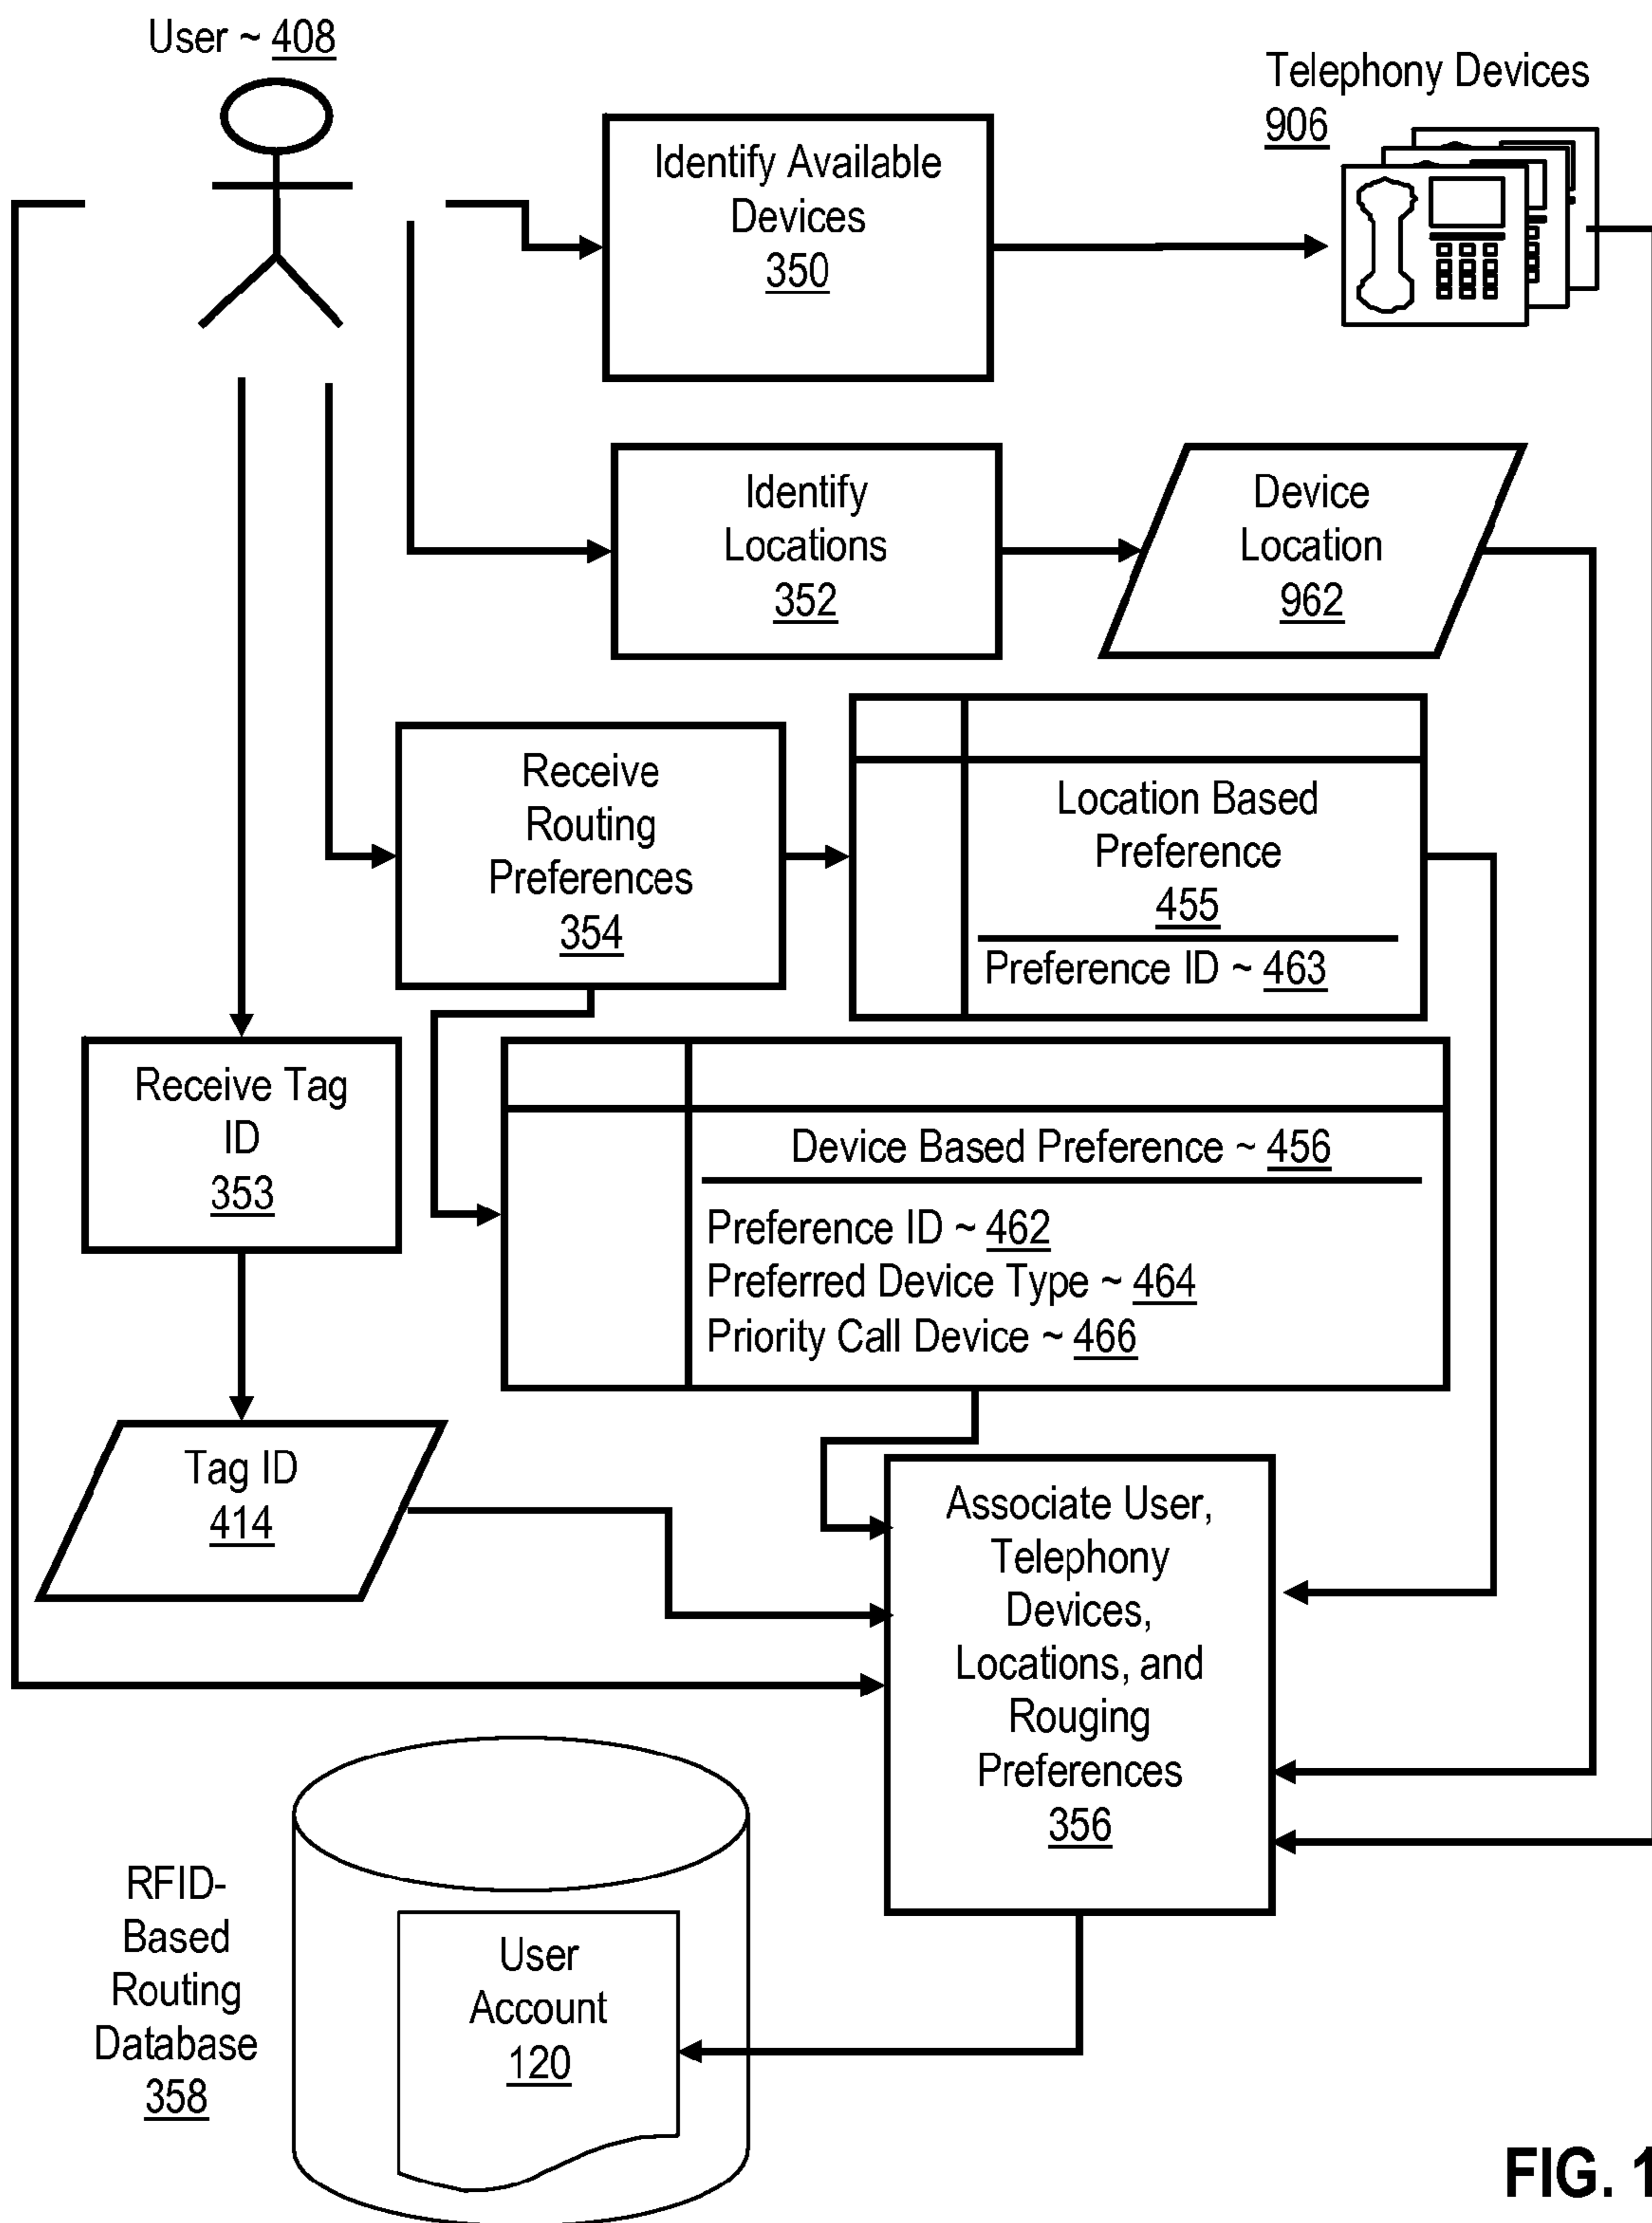 User ~ 408
Telephony Devices
906
Identify Available
Devices
350
Identify
Locations
352
Device
Location
962
Receive
Routing
Preferences
354
Location Based
Preference
455
Preference ID ~ 463
Receive Tag
ID
353
Device Based Preference ~ 456
Preference ID ~ 462
Preferred Device Type ~ 464
Priority Call Device ~ 466
Tag ID
414
Associate User,
Telephony
Devices,
Locations, and
Rouging
Preferences
356
RFID-
Based
Routing
Database
358
User
Account
120
FIG. 1